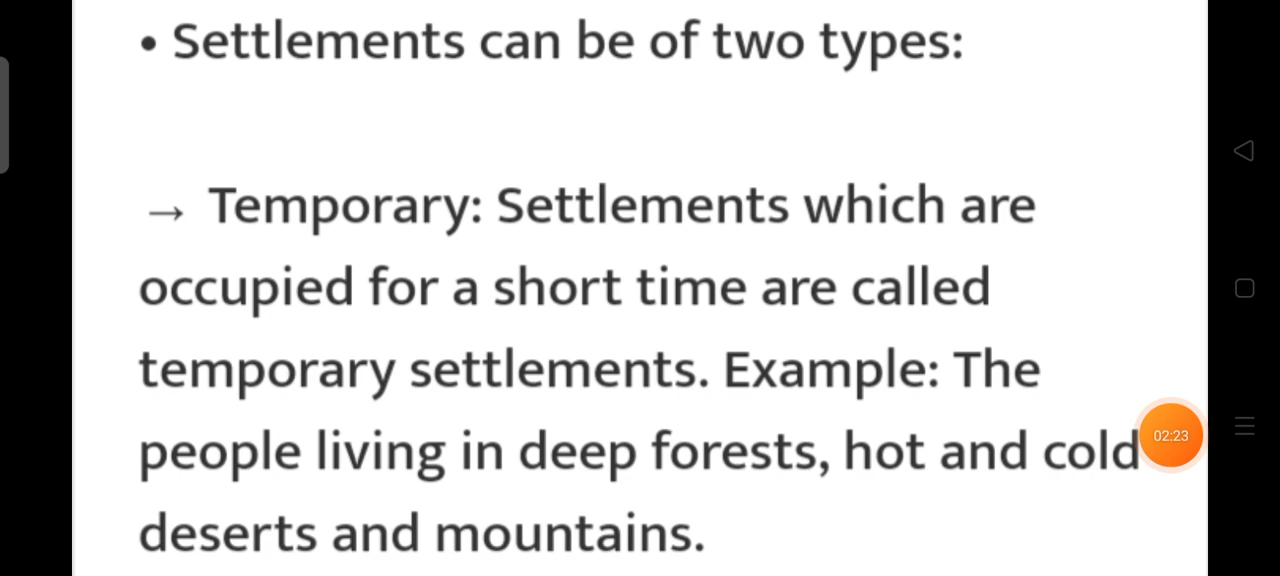 • Settlements can be of two types:
→ Temporary: Settlements which are
occupied for a short time are called
temporary settlements. Example: The
people living in deep forests, hot and cold
deserts and mountains.
02:23